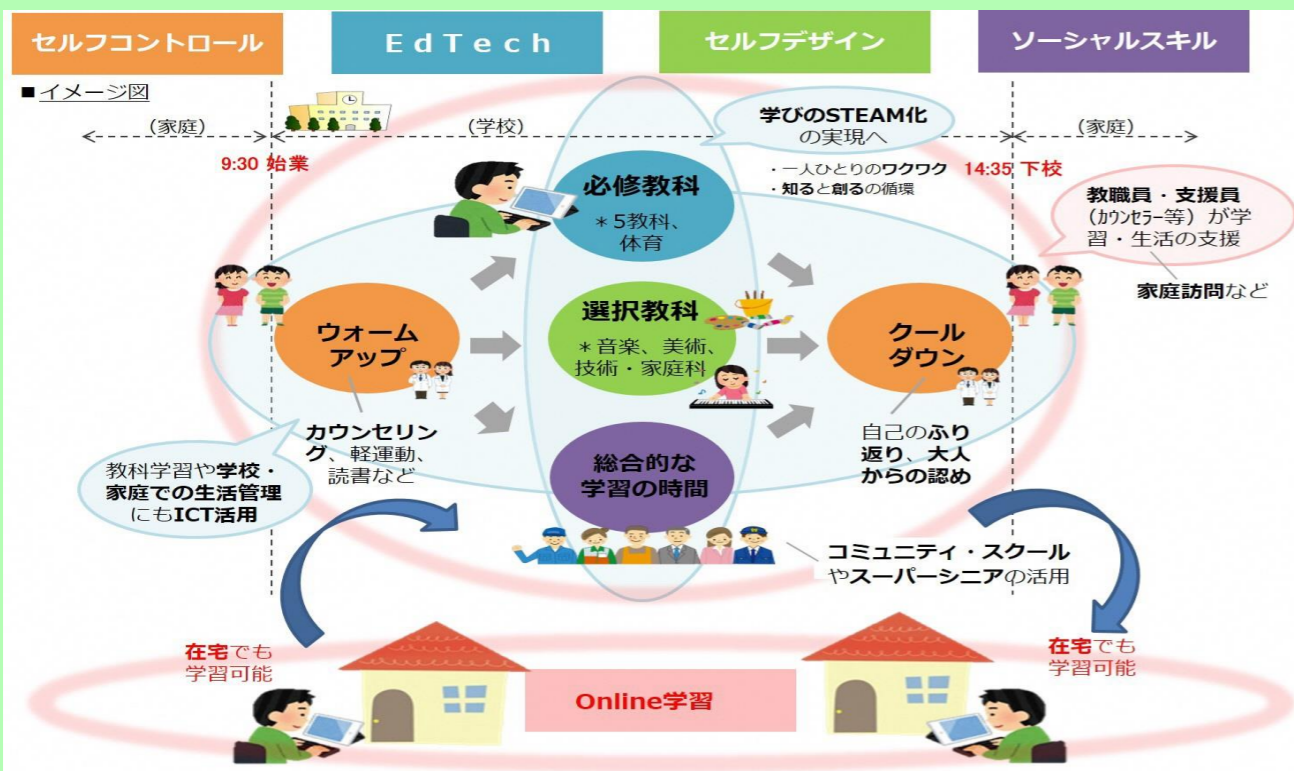 セルフコントロール
EdTech
セルフデザイン
ソーシャルスキル
■イメージ図
(家庭)
(学校)
(家庭)
9:30 始業
14:35 下校
学びのSTEAM化
の実現へ
・一人ひとりのワクワク
・知ると創るの循環
教職員・支援員
(カウンセラー等)が学
習・生活の支援
家庭訪問など
必修教科
*5教科、
体育
ウォーム
アップ
選択教科
*音楽、美術、
技術・家庭科
クール
ダウン
カウンセリン
グ、軽運動、
読書など
総合的な
学習の時間
自己のふり
返り、大人
からの認め
教科学習や学校・
家庭での生活管理
にもICT活用
コミュニティ・スクール
やスーパーシニアの活用
在宅でも
学習可能
在宅でも
学習可能
Online学習